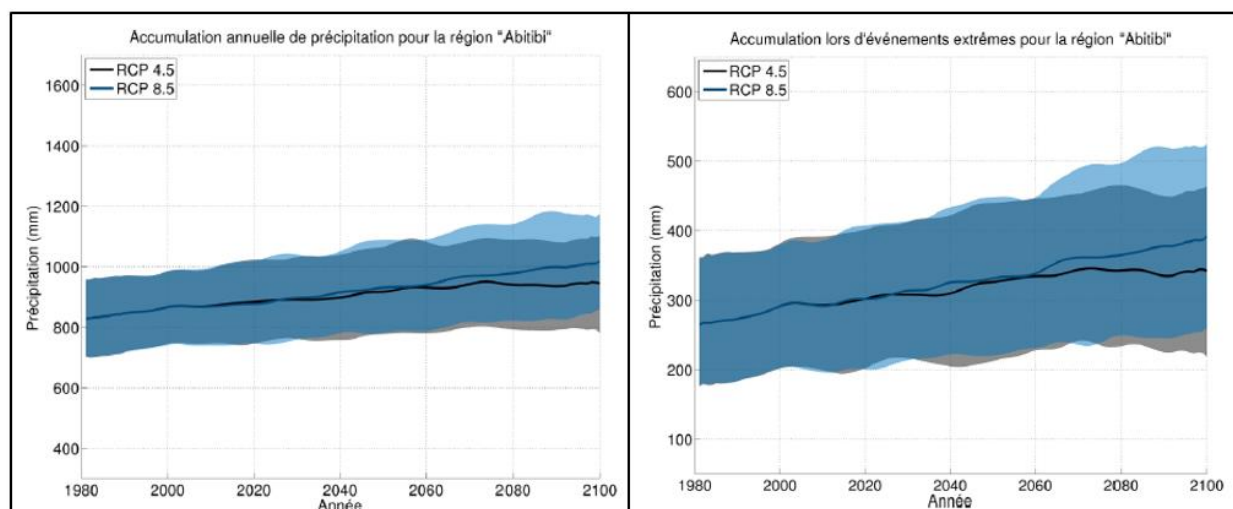 Accumulation annuelle de précipitation pour la région "Abitibi"
RCP 4.5
RCP 8.5
1600
1400
1200
1000
800
600
400
Précipitation (mm)
1980 2000 2020 2040 2060 2080 2100
Année
Accumulation lors d'événements extrêmes pour la région "Abitibi"
RCP 4.5
RCP 8.5
600
500
400
300
200
100
Précipitation (mm)
1980 2000 2020 2040 2060 2080 2100
Année